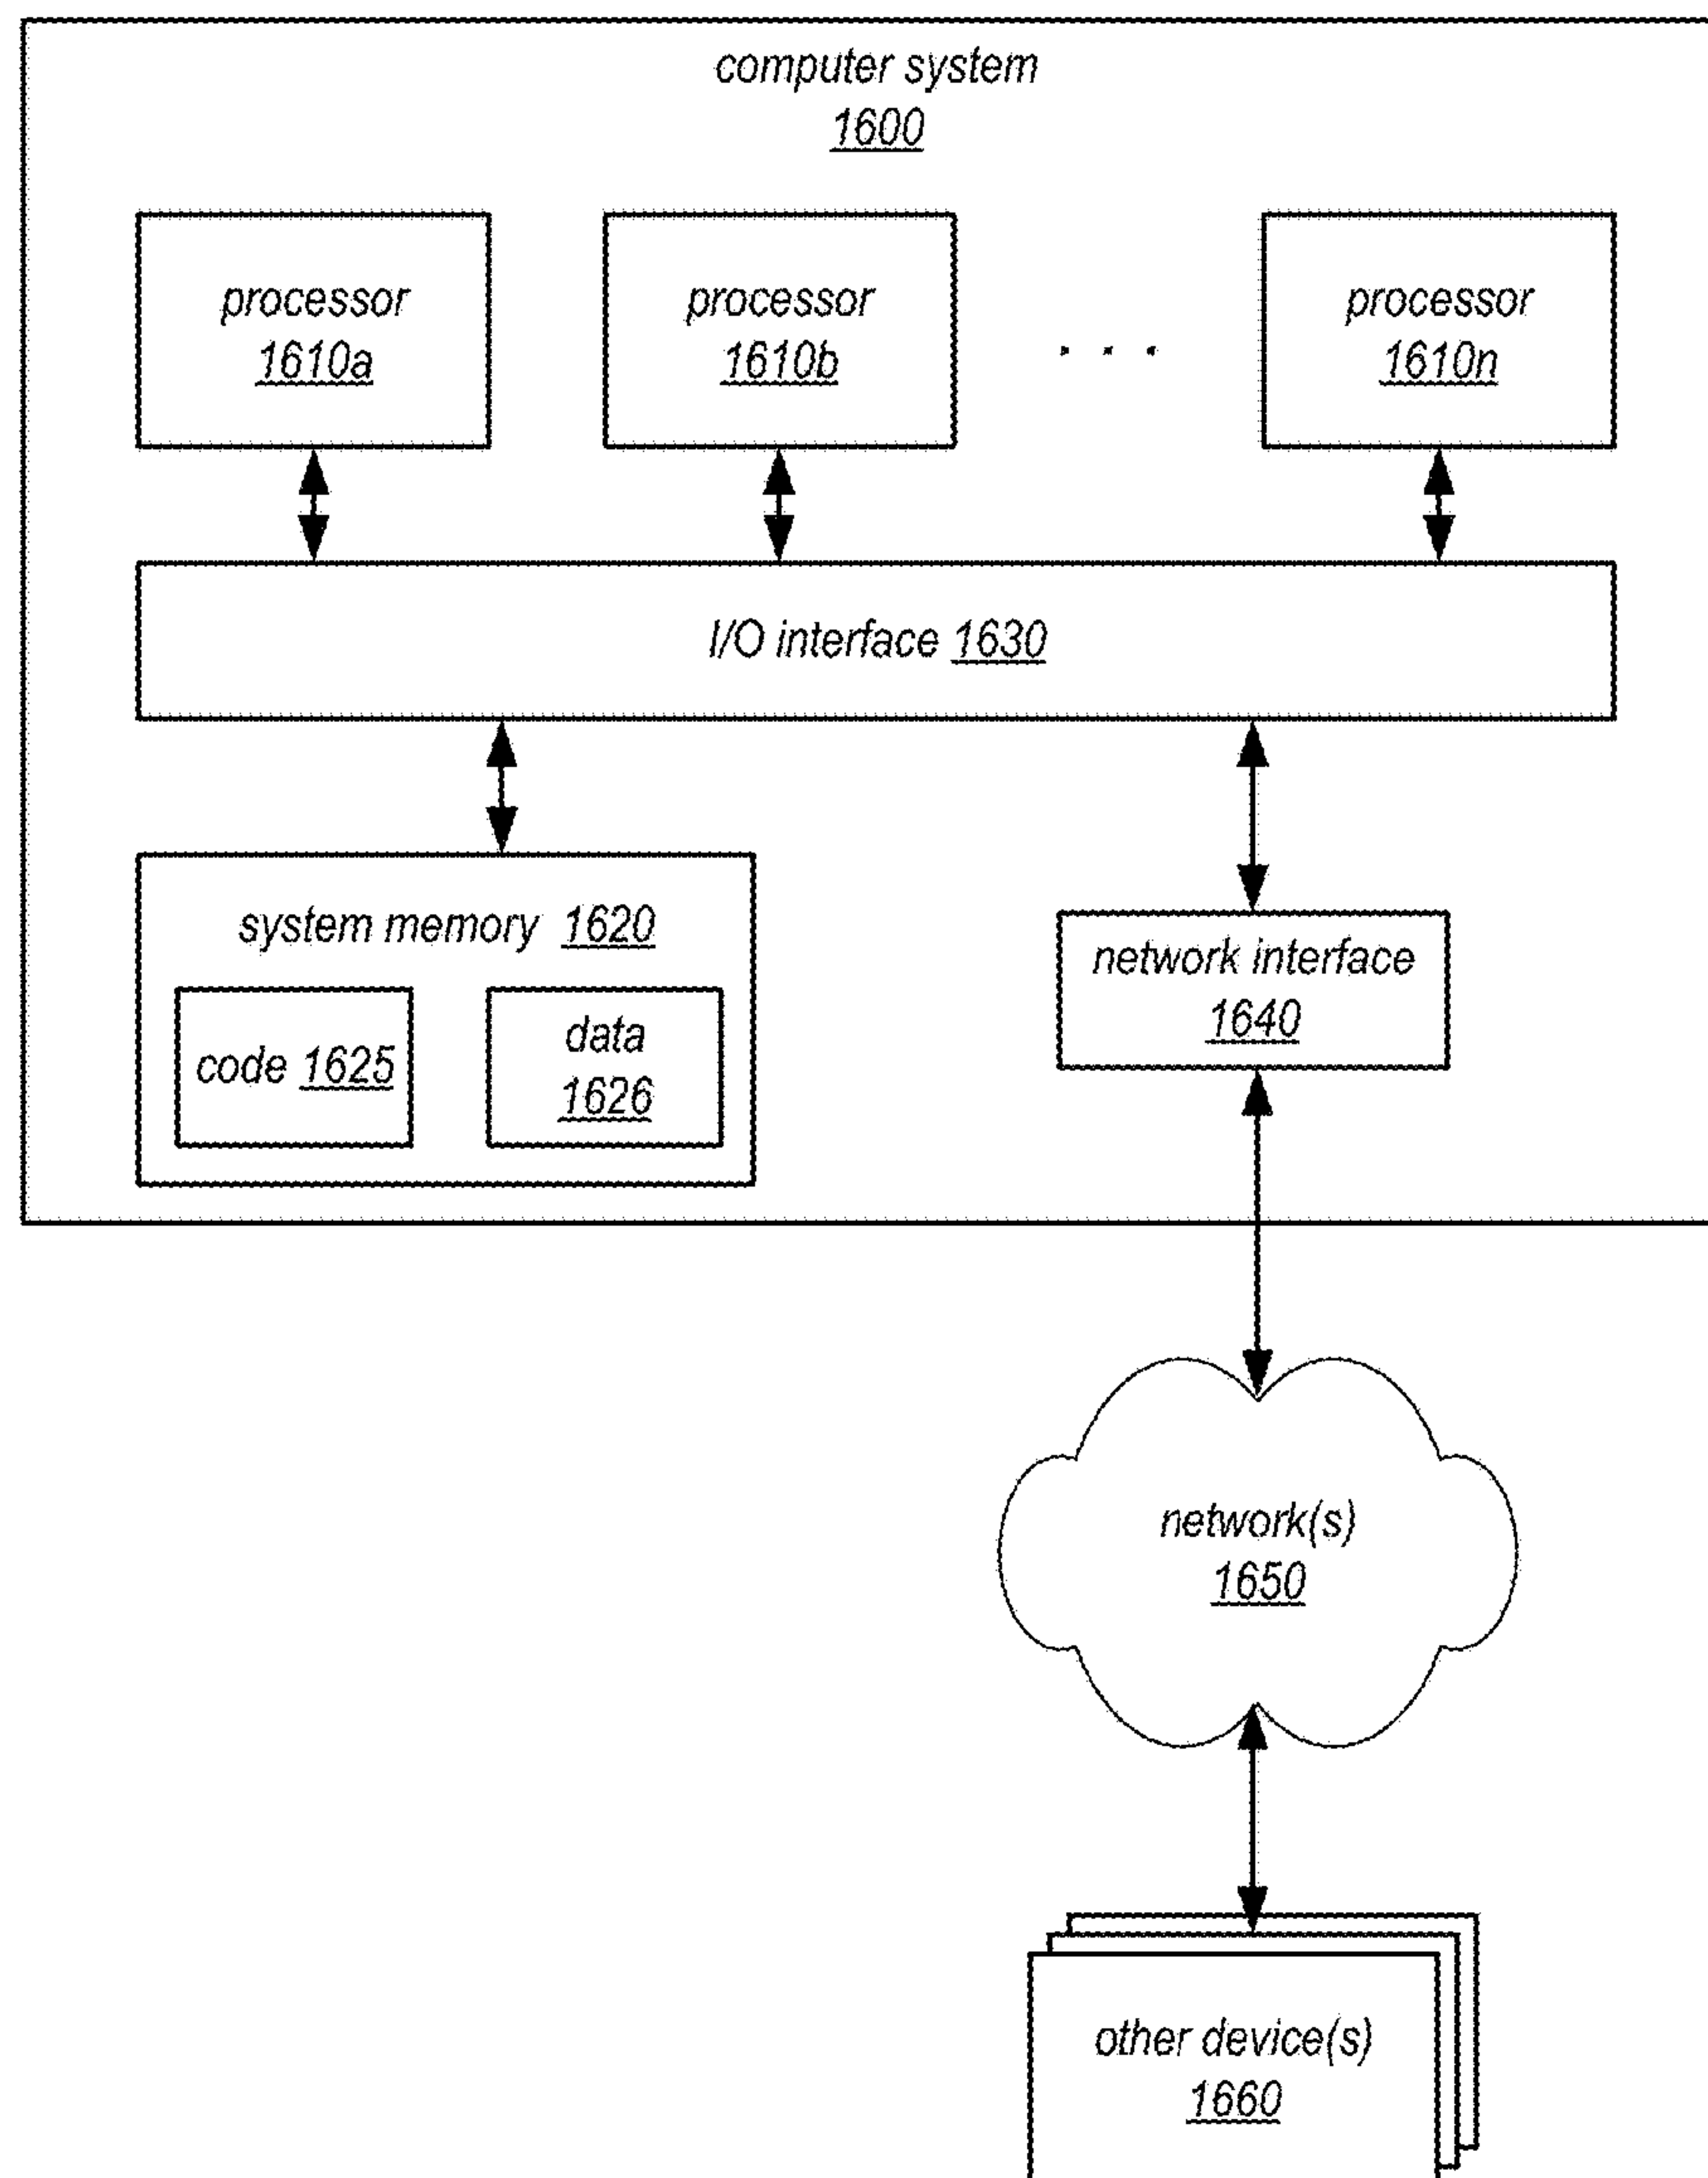 computer system
1600
processor
1610a
processor
1610b
. . .
processor
1610n
I/O interface 1630
system memory 1620
code 1625
data
1626
network interface
1640
network(s)
1650
other device(s)
1660